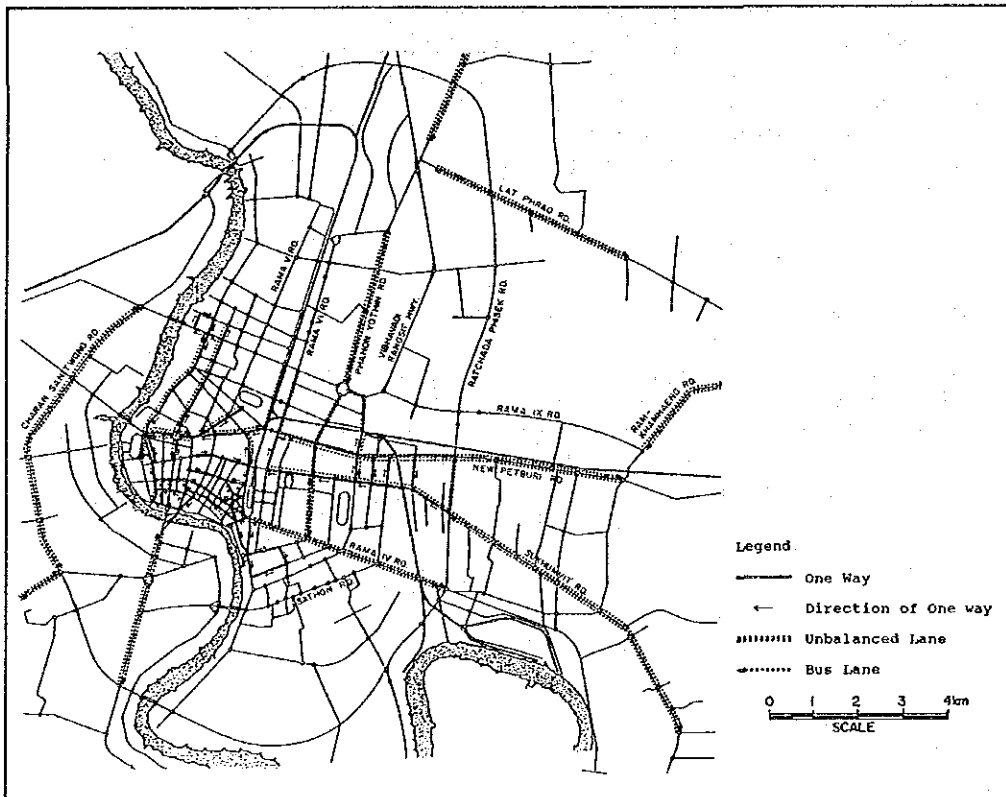 LAT PHRAO RD.
RAMA VI RD.
RAMA VI RD.
PHAHON YOTHIN RD
VIBHAVADI
RANGSIT HWY.
RATCHADA PHISEK RD.
CHARAN SANITWONG RD.
RAMA IX RD
RAM-
KHAMHAENG RD.
NEW PETBURI RD
RAMA IV RD.
SUKHUMVIT RD.
SATHON RD.
Legend
One Way
Direction of One way
Unbalanced Lane
Bus Lane
0 1 2 3 4km
SCALE